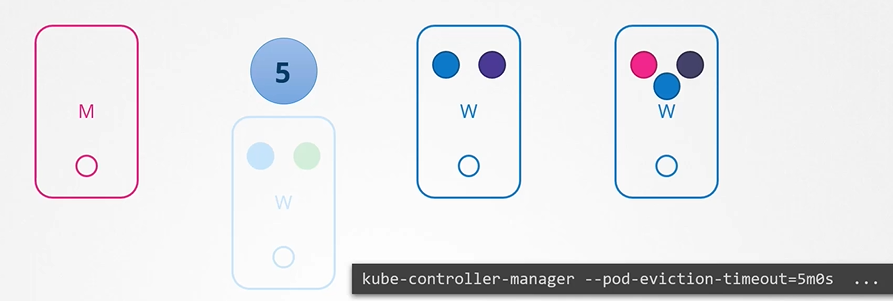 M
5
W
W
W
kube-controller-manager --pod-eviction-timeout=5m0s ...